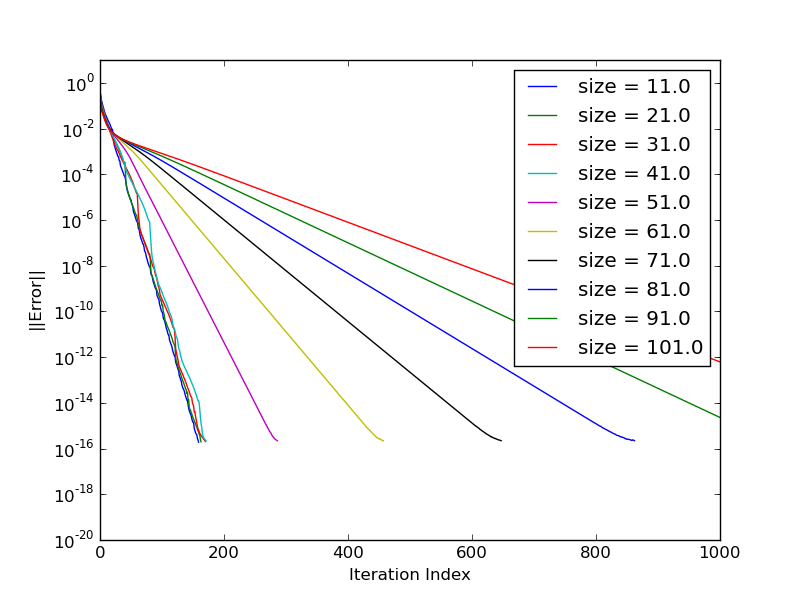 10^0
10^-2
10^-4
10^-6
10^-8
10^-10
10^-12
10^-14
10^-16
10^-18
10^-20
||Error||
size = 11.0
size = 21.0
size = 31.0
size = 41.0
size = 51.0
size = 61.0
size = 71.0
size = 81.0
size = 91.0
size = 101.0
0 200 400 600 800 1000
Iteration Index